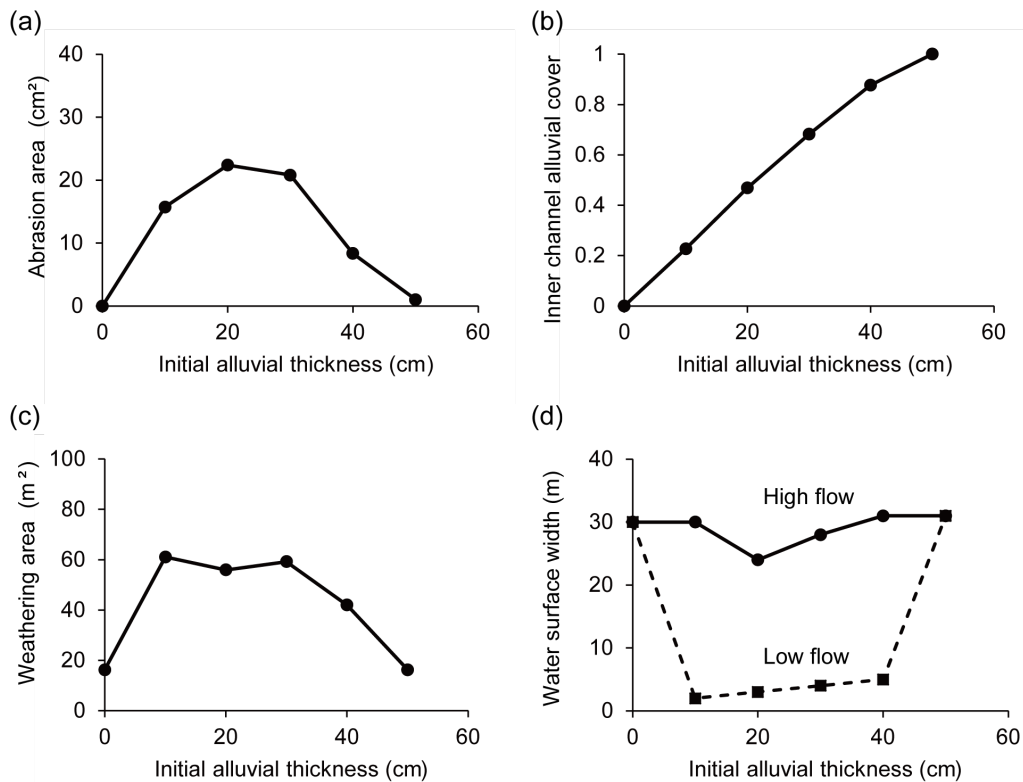 (a)
40
30
20
10
0
0 20 40 60
Abrasion area (cm²)
Initial alluvial thickness (cm)
(b)
1
0.8
0.6
0.4
0.2
0
0 20 40 60
Inner channel alluvial cover
Initial alluvial thickness (cm)
(c)
100
80
60
40
20
0
0 20 40 60
Weathering area (m²)
Initial alluvial thickness (cm)
(d)
40
30
20
10
0
0 20 40 60
Water surface width (m)
High flow
Low flow
Initial alluvial thickness (cm)